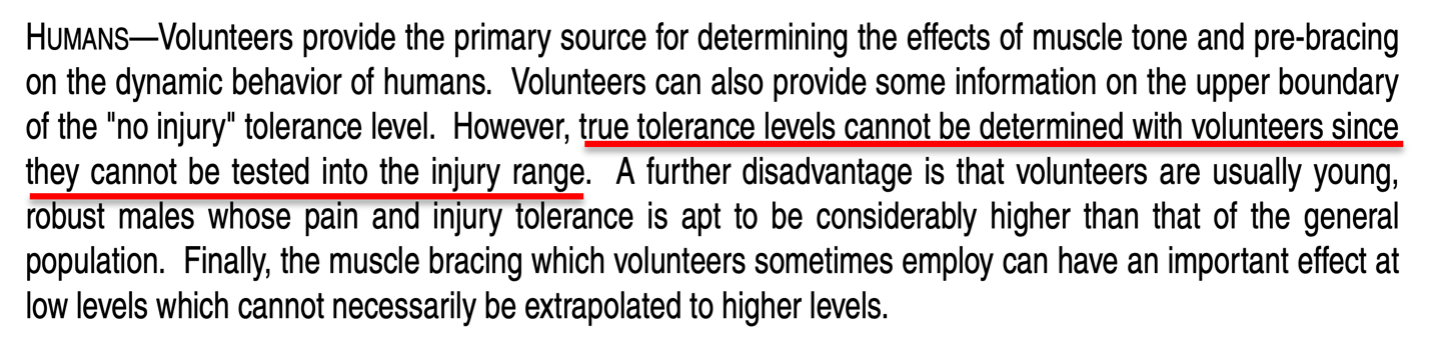 HUMANS—Volunteers provide the primary source for determining the effects of muscle tone and pre-bracing
on the dynamic behavior of humans.  Volunteers can also provide some information on the upper boundary
of the "no injury" tolerance level.  However, true tolerance levels cannot be determined with volunteers since
they cannot be tested into the injury range.  A further disadvantage is that volunteers are usually young,
robust males whose pain and injury tolerance is apt to be considerably higher than that of the general
population.  Finally, the muscle bracing which volunteers sometimes employ can have an important effect at
low levels which cannot necessarily be extrapolated to higher levels.